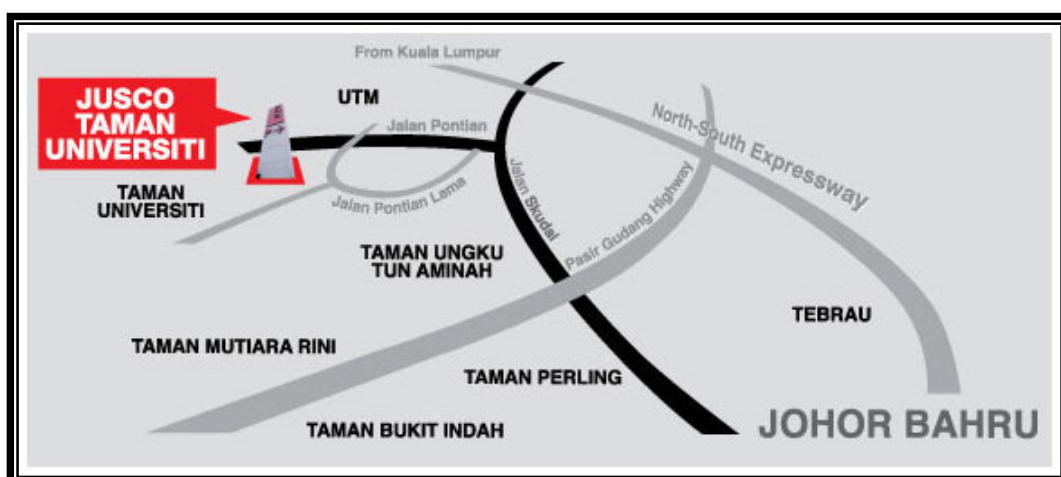 From Kuala Lumpur
JUSCO
TAMAN
UNIVERSITI
UTM
Jalan Pontian
North-South Expressway
Jalan Skudai
Pasir Gudang Highway
TAMAN
UNIVERSITI
Jalan Pontian Lama
TAMAN UNGKU
TUN AMINAH
TEBRAU
TAMAN MUTIARA RINI
TAMAN PERLING
TAMAN BUKIT INDAH
JOHOR BAHRU